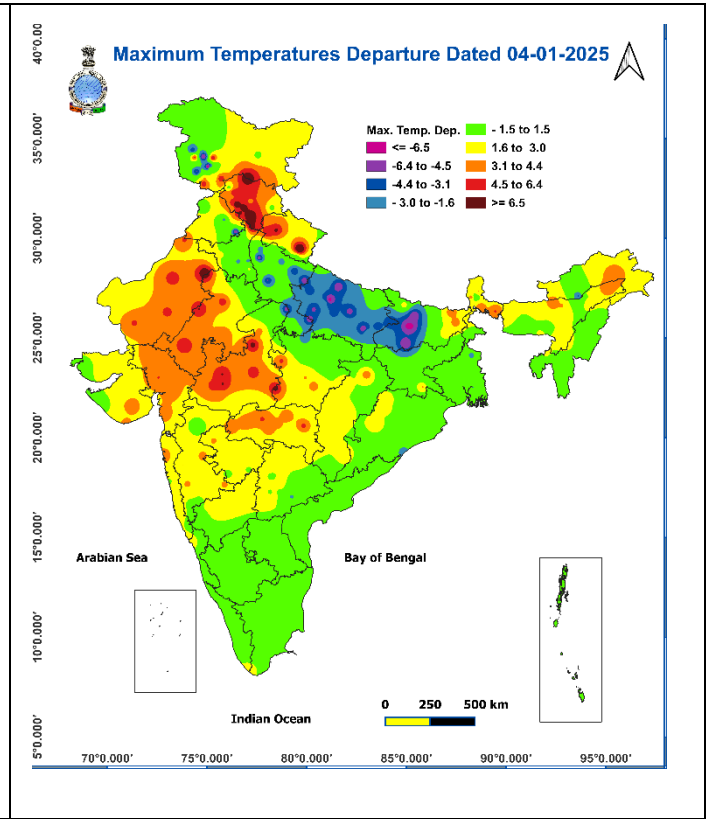 Maximum Temperatures Departure Dated 04-01-2025
Max. Temp. Dep.
<= -6.5
-6.4 to -4.5
-4.4 to -3.1
- 3.0 to -1.6
- 1.5 to 1.5
1.6 to 3.0
3.1 to 4.4
4.5 to 6.4
>= 6.5
40°0.00
35°0.000'
30°0.000'
25°0.000'
20°0.000'
15°0.000'
10°0.000'
5°0.000'
Arabian Sea
Bay of Bengal
Indian Ocean
0 250 500 km
70°0.000' 75°0.000' 80°0.000' 85°0.000' 90°0.000' 95°0.000'